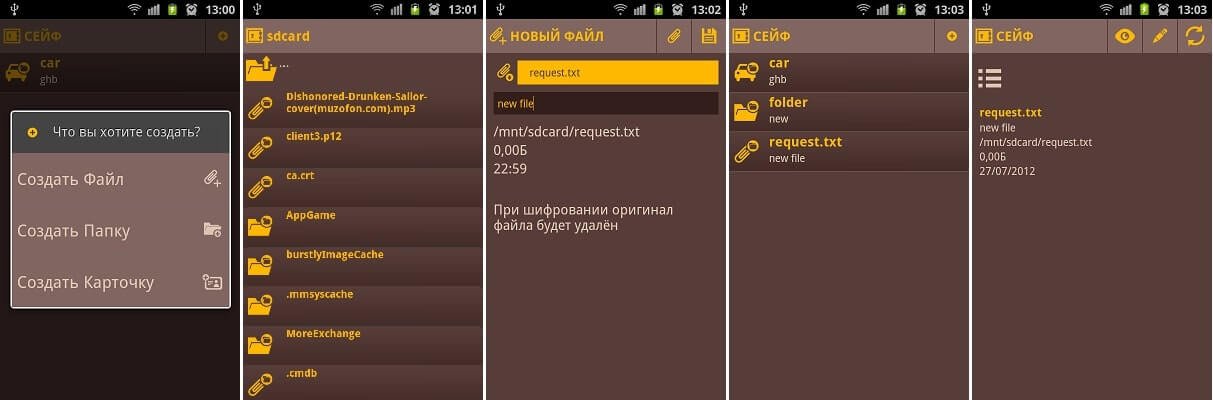 13:00
СЕЙФ
car
ghb
Что вы хотите создать?
Создать Файл
Создать Папку
Создать Карточку
13:01
sdcard
...
Dishonored-Drunken-Sailor-
cover(muzofon.com).mp3
client3.p12
ca.crt
AppGame
burstlyImageCache
.mmsyscache
MoreExchange
.cmdb
13:02
НОВЫЙ ФАЙЛ
request.txt
new file
/mnt/sdcard/request.txt
0,00Б
22:59
При шифровании оригинал
файла будет удалён
13:03
СЕЙФ
car
ghb
folder
new
request.txt
new file
13:03
СЕЙФ
request.txt
new file
/mnt/sdcard/request.txt
0,00Б
27/07/2012